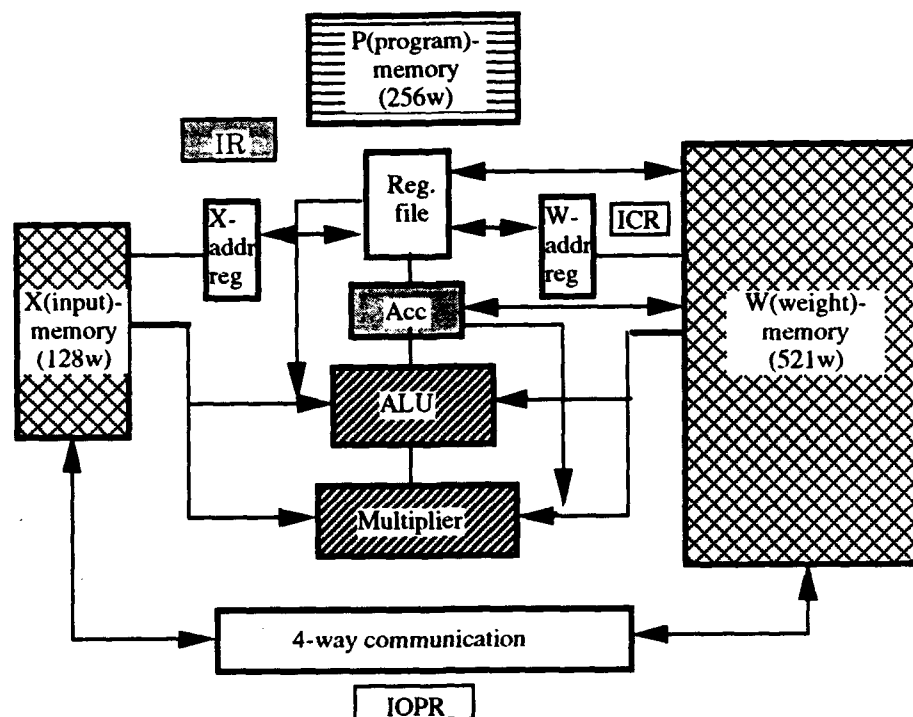 P(program)-
memory
(256w)
IR
Reg.
file
X-
addr
reg
W-
addr
reg
ICR
X(input)-
memory
(128w)
Acc
W(weight)-
memory
(521w)
ALU
Multiplier
4-way communication
IOPR